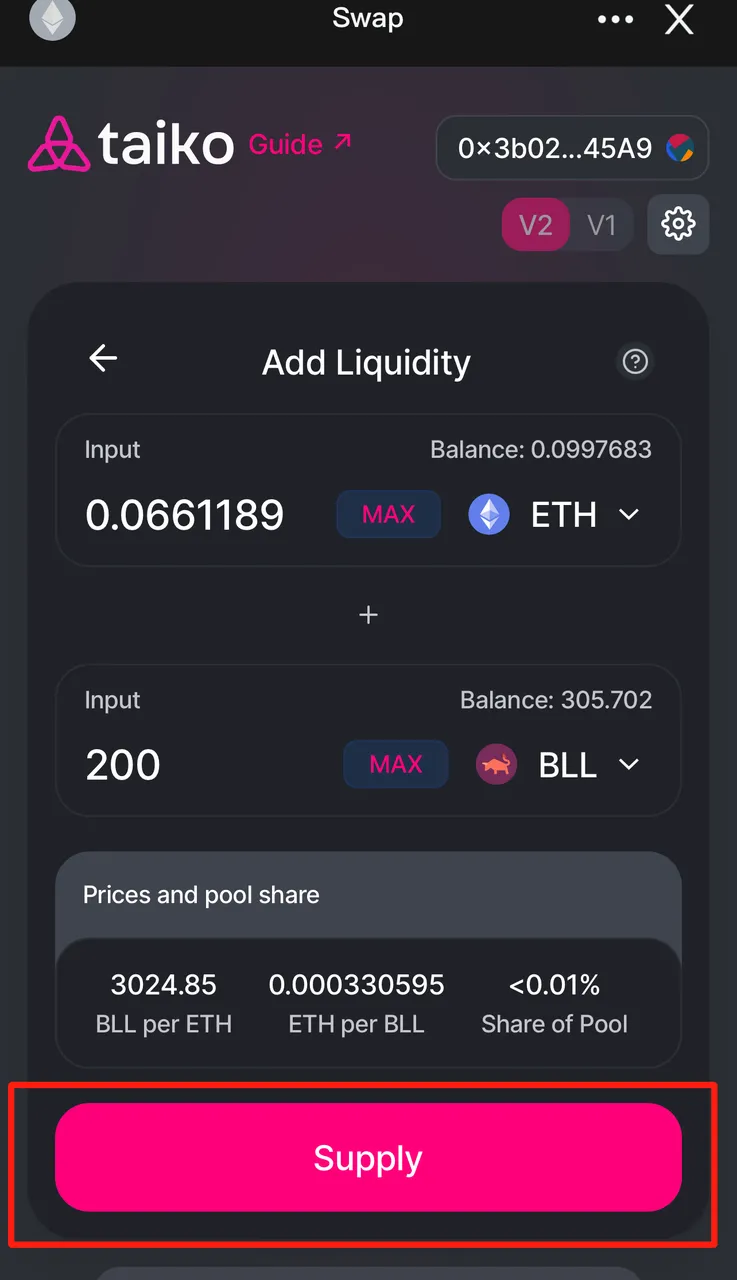 Swap
taiko Guide ↗ 0×3b02...45A9
V2 V1
Add Liquidity
Input Balance: 0.0997683
0.0661189 MAX ETH
+
Input Balance: 305.702
200 MAX BLL
Prices and pool share
3024.85 0.000330595 <0.01%
BLL per ETH ETH per BLL Share of Pool
Supply